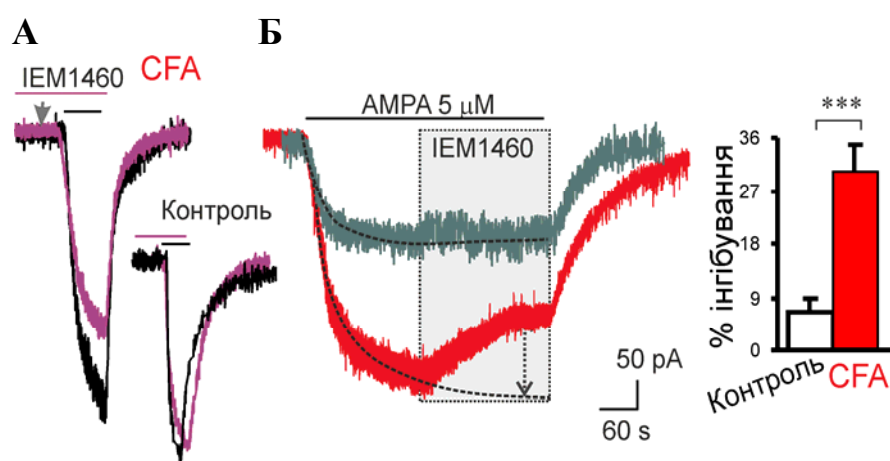 А
IEM1460
CFA
Контроль
Б
AMPA 5 μM
IEM1460
50 pA
60 s
% інгібування
36
27
18
9
0
***
Контроль
CFA